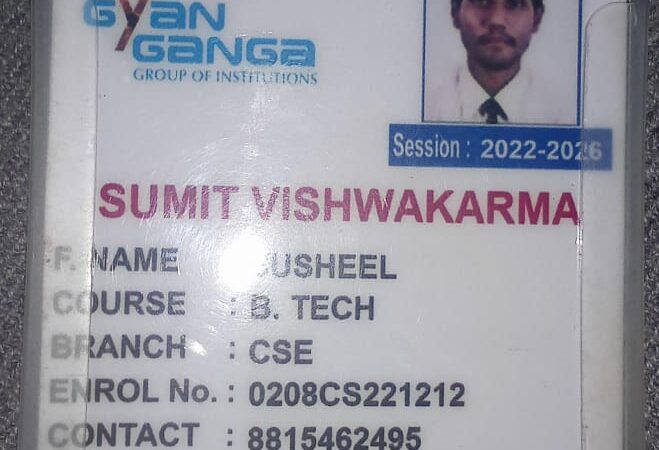 GYAN
GANGA
GROUP OF INSTITUTIONS
Session : 2022-2026
SUMIT VISHWAKARMA
F. NAME SUSHEEL
COURSE : B. TECH
BRANCH : CSE
ENROL No. : 0208CS221212
CONTACT : 8815462495